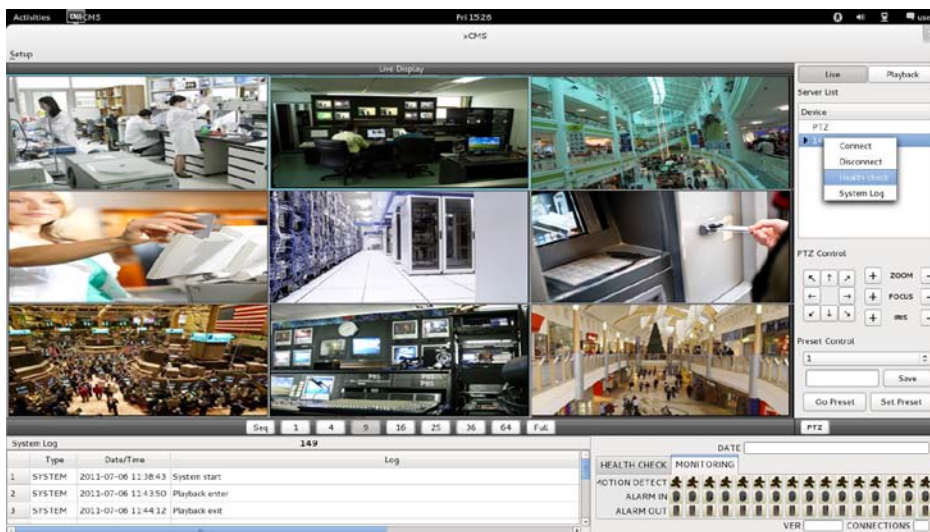 Activities CMS xCMS Fri 15:26 use
xCMS
Setup
Live Display
Live Playback
Server List
Device
PTZ
Connect
Disconnect
Health check
System Log
PTZ Control
+ ZOOM -
+ FOCUS -
+ IRIS -
Preset Control
1
Save
Go Preset Set Preset
Seq 1 4 9 16 25 36 64 Full
PTZ
System Log 149
Type Date/Time Log
1 SYSTEM 2011-07-06 11:38:43 System start
2 SYSTEM 2011-07-06 11:43:50 Playback enter
3 SYSTEM 2011-07-06 11:44:12 Playback exit
DATE
HEALTH CHECK MONITORING
MOTION DETECT
ALARM IN
ALARM OUT
VER CONNECTIONS